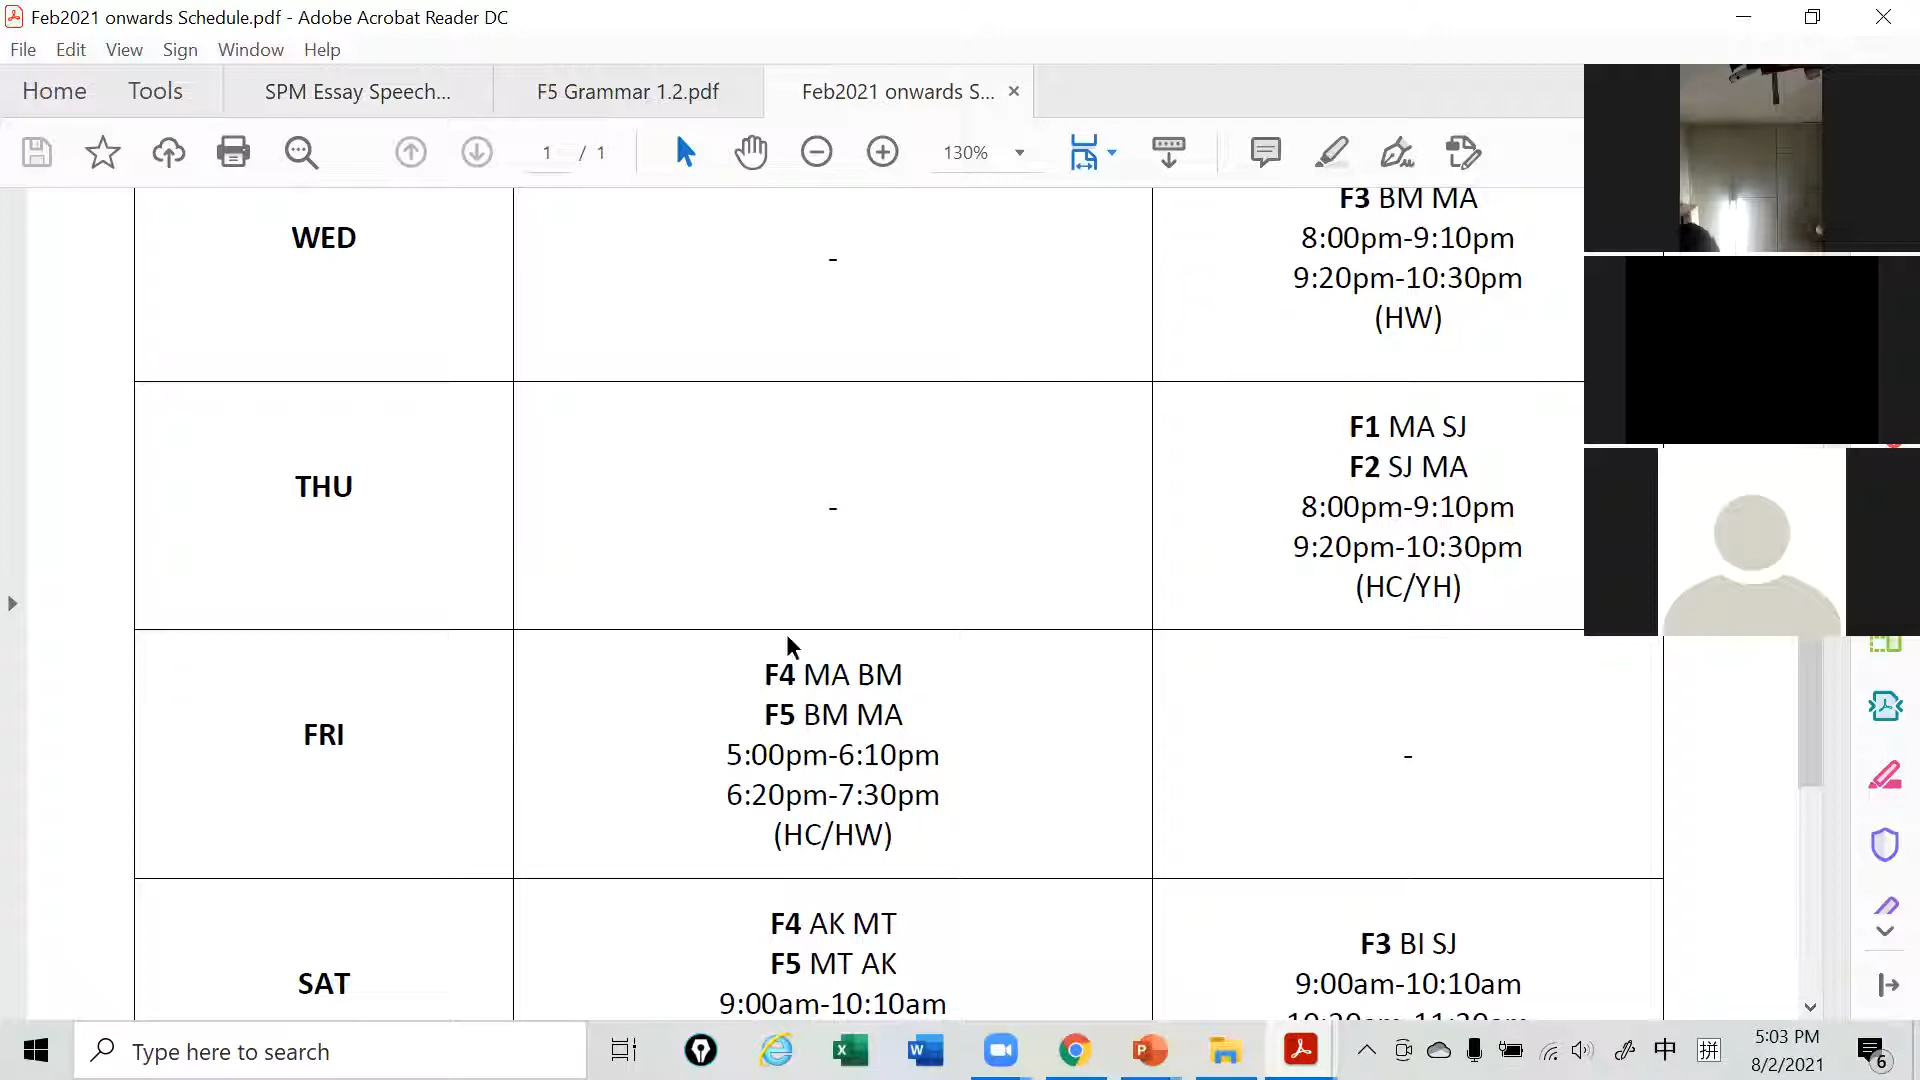 Feb2021 onwards Schedule.pdf - Adobe Acrobat Reader DC
File Edit View Sign Window Help
Home Tools SPM Essay Speech... F5 Grammar 1.2.pdf Feb2021 onwards S... ×
1 / 1 130%
WED
-
F3 BM MA
8:00pm-9:10pm
9:20pm-10:30pm
(HW)
THU
-
F1 MA SJ
F2 SJ MA
8:00pm-9:10pm
9:20pm-10:30pm
(HC/YH)
FRI
F4 MA BM
F5 BM MA
5:00pm-6:10pm
6:20pm-7:30pm
(HC/HW)
-
SAT
F4 AK MT
F5 MT AK
9:00am-10:10am
F3 BI SJ
9:00am-10:10am
Type here to search
中 拼
5:03 PM
8/2/2021
6